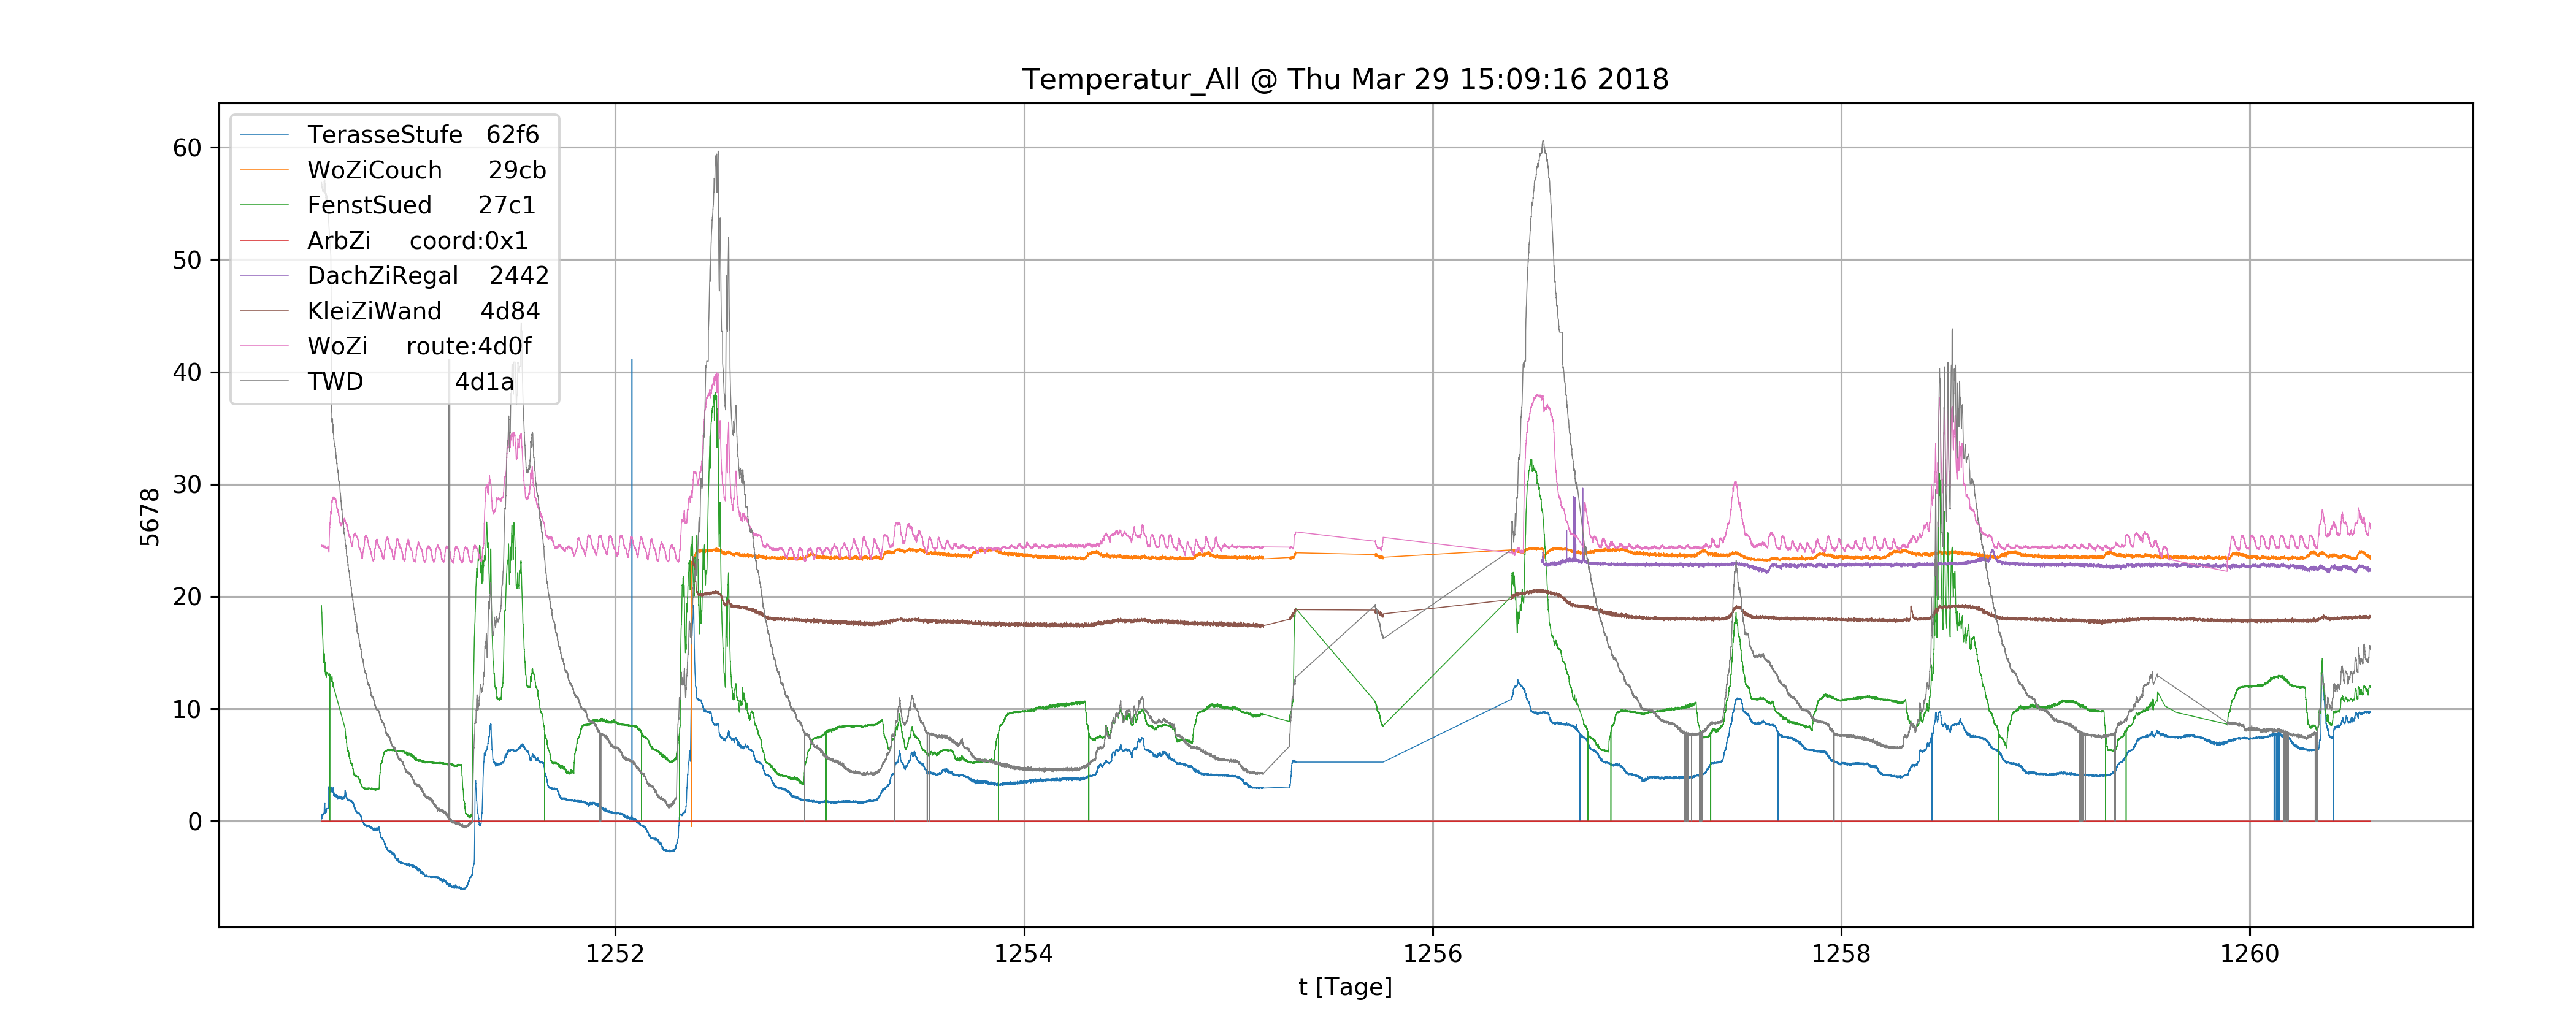 Temperatur_All @ Thu Mar 29 15:09:16 2018
TerasseStufe 62f6
WoZiCouch 29cb
FenstSued 27c1
ArbZi coord:0x1
DachZiRegal 2442
KleiZiWand 4d84
WoZi route:4d0f
TWD 4d1a
60
50
40
30
20
10
0
5678
1252
1254
1256
1258
1260
t [Tage]